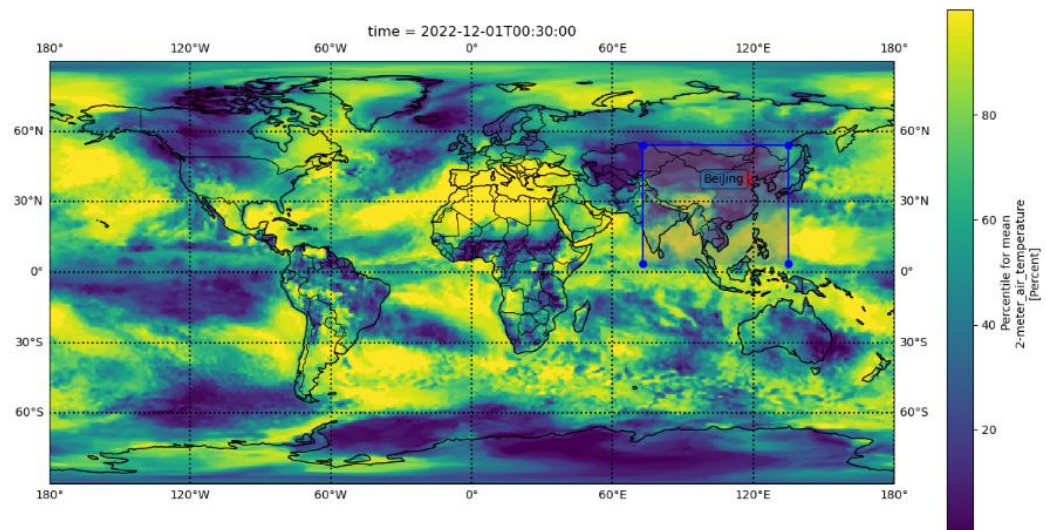 time = 2022-12-01T00:30:00
180° 120°W 60°W 0° 60°E 120°E 180°
60°N 60°N
Beijing
30°N 30°N
0° 0°
30°S 30°S
60°S 60°S
180° 120°W 60°W 0° 60°E 120°E 180°
80
60
40
20
Percentile for mean
2-meter_air_temperature
[Percent]